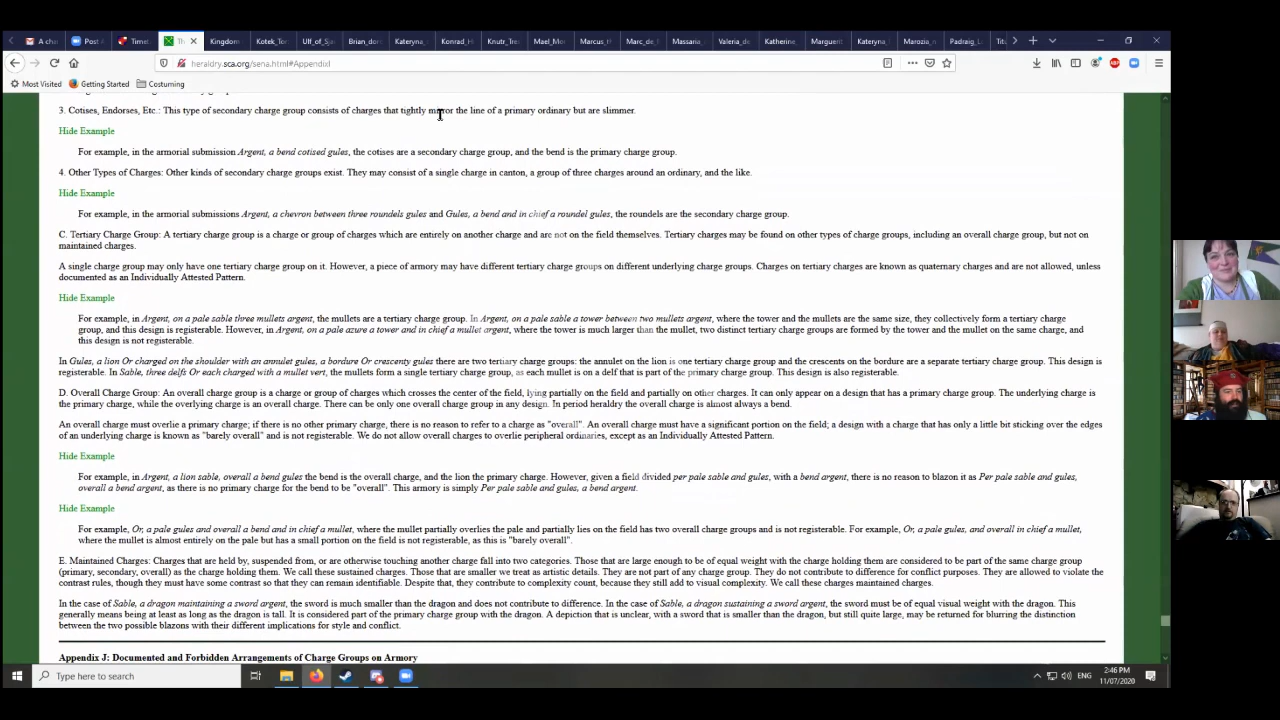 A cha
Post A
Timel
Th
Kingdom
Kotek_Tom
Ulf_of_Sj
Brian_dor
Kateryna_
Konrad_H
Knutr_Tre
Mael_Mo
Marcus_H
Marc_de_
Massana_
Valeria_de
Katherine_
Marguerit
Kateryna_
Marozia_n
Padraig_L
Tit
heraldry.sca.org/sena.html#AppendixI
Most Visited
Getting Started
Costuming
3. Cotises, Endorses, Etc.: This type of secondary charge group consists of charges that tightly mirror the line of a primary ordinary but are slimmer.
Hide Example
For example, in the armorial submission Argent, a bend cotised gules, the cotises are a secondary charge group, and the bend is the primary charge group.
4. Other Types of Charges: Other kinds of secondary charge groups exist. They may consist of a single charge in canton, a group of three charges around an ordinary, and the like.
Hide Example
For example, in the armorial submissions Argent, a chevron between three roundels gules and Gules, a bend and in chief a roundel gules, the roundels are the secondary charge group.
C. Tertiary Charge Group: A tertiary charge group is a charge or group of charges which are entirely on another charge and are not on the field themselves. Tertiary charges may be found on other types of charge groups, including an overall charge group, but not on
maintained charges.
A single charge group may only have one tertiary charge group on it. However, a piece of armory may have different tertiary charge groups on different underlying charge groups. Charges on tertiary charges are known as quaternary charges and are not allowed, unless
documented as an Individually Attested Pattern.
Hide Example
For example, in Argent, on a pale sable three mullets argent, the mullets are a tertiary group. In Argent, on a pale sable a tower between two mullets argent, where the tower and the mullets are the same size, they collectively form a tertiary charge
group, and this design is registerable. However, in Argent, on a pale azure a tower and in chief a mullet argent, where the tower is much larger than the mullet, two distinct tertiary charge groups are formed by the tower and the mullet on the same charge, and
this design is not registerable.
In Gules, a lion Or charged on the shoulder with an annulet gules, a bordure Or crescenty gules there are two tertiary charge groups: the annulet on the lion is one tertiary charge group and the crescents on the bordure are a separate tertiary charge group. This design is
registerable. In Sable, three delfs Or each charged with a mullet vert, the mullets form a single tertiary charge group, as each mullet is on a delf that is part of the primary charge group. This design is also registerable.
D. Overall Charge Group: An overall charge group is a charge or group of charges which crosses the center of the field, lying partially on the field and partially on other charges. It can only appear on a design that has a primary charge group. The underlying charge is
the primary charge, while the overlying charge is an overall charge. There can be only one overall charge group in any design. In period heraldry the overall charge is almost always a bend.
An overall charge must overlie a primary charge; if there is no other primary charge, there is no reason to refer to a charge as "overall". An overall charge must have a significant portion on the field; a design with a charge that has only a little bit sticking over the edges
of an underlying charge is known as "barely overall" and is not registerable. We do not allow overall charges to overlie peripheral ordinaries, except as an Individually Attested Pattern.
Hide Example
For example, in Argent, a lion sable, overall a bend gules the bend is the overall charge, and the lion the primary charge. However, given a field divided per pale sable and gules, with a bend argent, there is no reason to blazon it as Per pale sable and gules,
overall a bend argent, as there is no primary charge for the bend to be "overall". This armory is simply Per pale sable and gules, a bend argent.
Hide Example
For example, Or, a pale gules and overall a bend and in chief a mullet, where the mullet partially overlies the pale and partially lies on the field has two overall charge groups and is not registerable. For example, Or, a pale gules, and overall in chief a mullet,
where the mullet is almost entirely on the pale but has a small portion on the field is not registerable, as this is "barely overall".
E. Maintained Charges: Charges that are held by, suspended from, or are otherwise touching another charge fall into two categories. Those that are large enough to be of equal weight with the charge holding them are considered to be part of the same charge group
(primary, secondary, overall) as the charge holding them. We call these sustained charges. Those that are smaller we treat as artistic details. They are not part of any charge group. They do not contribute to difference for conflict purposes. They are allowed to violate the
contrast rules, though they must have some contrast so that they can remain identifiable. Despite that, they contribute to complexity count, because they still add to visual complexity. We call these charges maintained charges.
In the case of Sable, a dragon maintaining a sword argent, the sword is much smaller than the dragon and does not contribute to difference. In the case of Sable, a dragon sustaining a sword argent, the sword must be of equal visual weight with the dragon. This
generally means being at least as long as the dragon is tall. It is considered part of the primary charge group with the dragon. A depiction that is unclear, with a sword that is smaller than the dragon, but still quite large, may be returned for blurring the distinction
between the two possible blazons with their different implications for style and conflict.
Appendix J: Documented and Forbidden Arrangements of Charge Groups on Armory
Type here to search
ENG
2:46 PM
11/07/2020